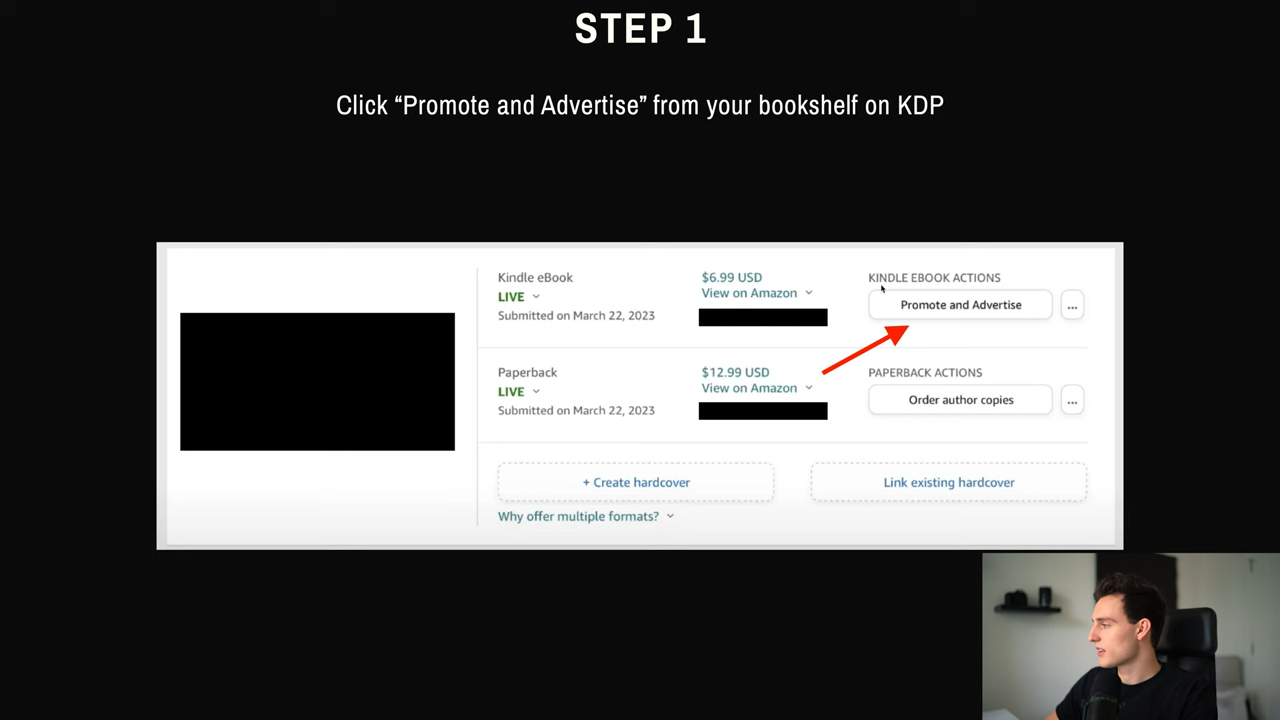 STEP 1
Click “Promote and Advertise” from your bookshelf on KDP
Kindle eBook
LIVE
Submitted on March 22, 2023
$6.99 USD
View on Amazon
KINDLE EBOOK ACTIONS
Promote and Advertise
...
Paperback
LIVE
Submitted on March 22, 2023
$12.99 USD
View on Amazon
PAPERBACK ACTIONS
Order author copies
...
+ Create hardcover
Link existing hardcover
Why offer multiple formats?